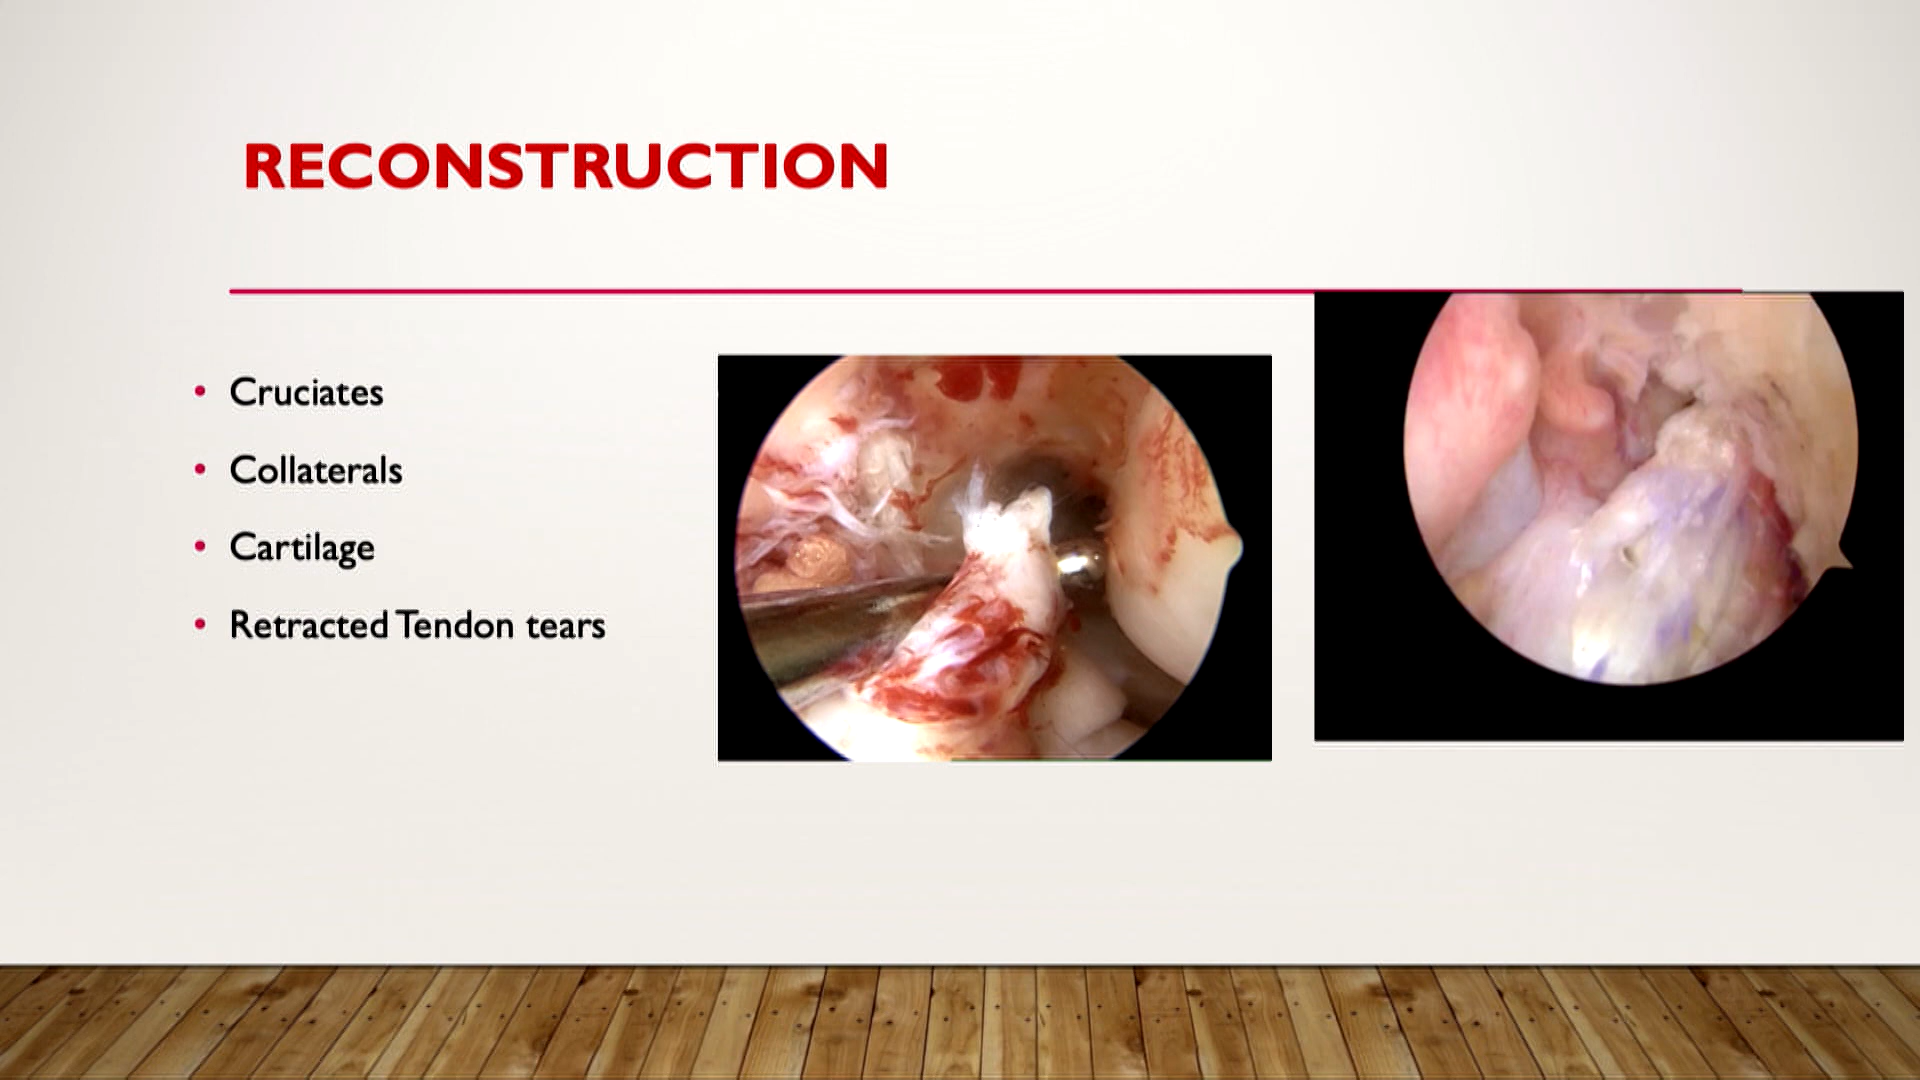 RECONSTRUCTION
• Cruciates
• Collaterals
• Cartilage
• Retracted Tendon tears